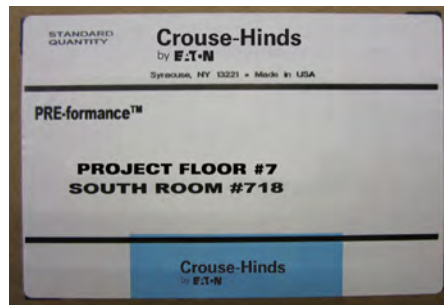 STANDARD
QUANTITY
Crouse-Hinds
by EATON
Syracuse, NY 13221 • Made in USA
PRE-formance™
PROJECT FLOOR #7
SOUTH ROOM #718
Crouse-Hinds
by EATON